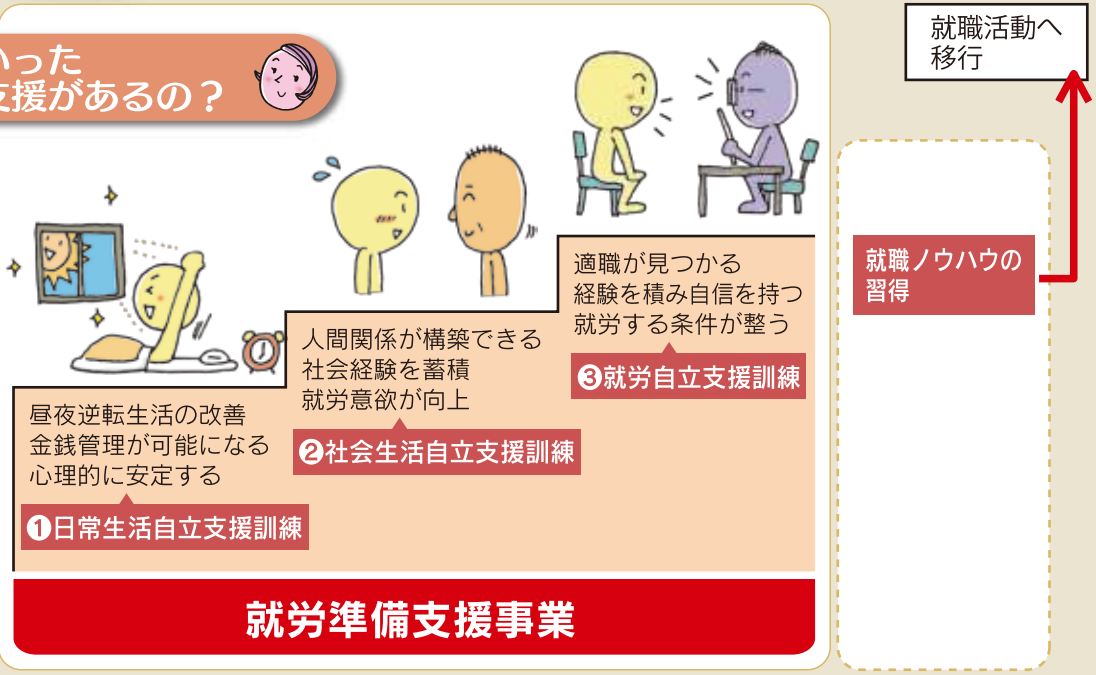 いった
支援があるの？
就職活動へ
移行
適職が見つかる
経験を積み自信を持つ
就労する条件が整う
❸就労自立支援訓練
就職ノウハウの
習得
人間関係が構築できる
社会経験を蓄積
就労意欲が向上
❷社会生活自立支援訓練
昼夜逆転生活の改善
金銭管理が可能になる
心理的に安定する
❶日常生活自立支援訓練
就労準備支援事業